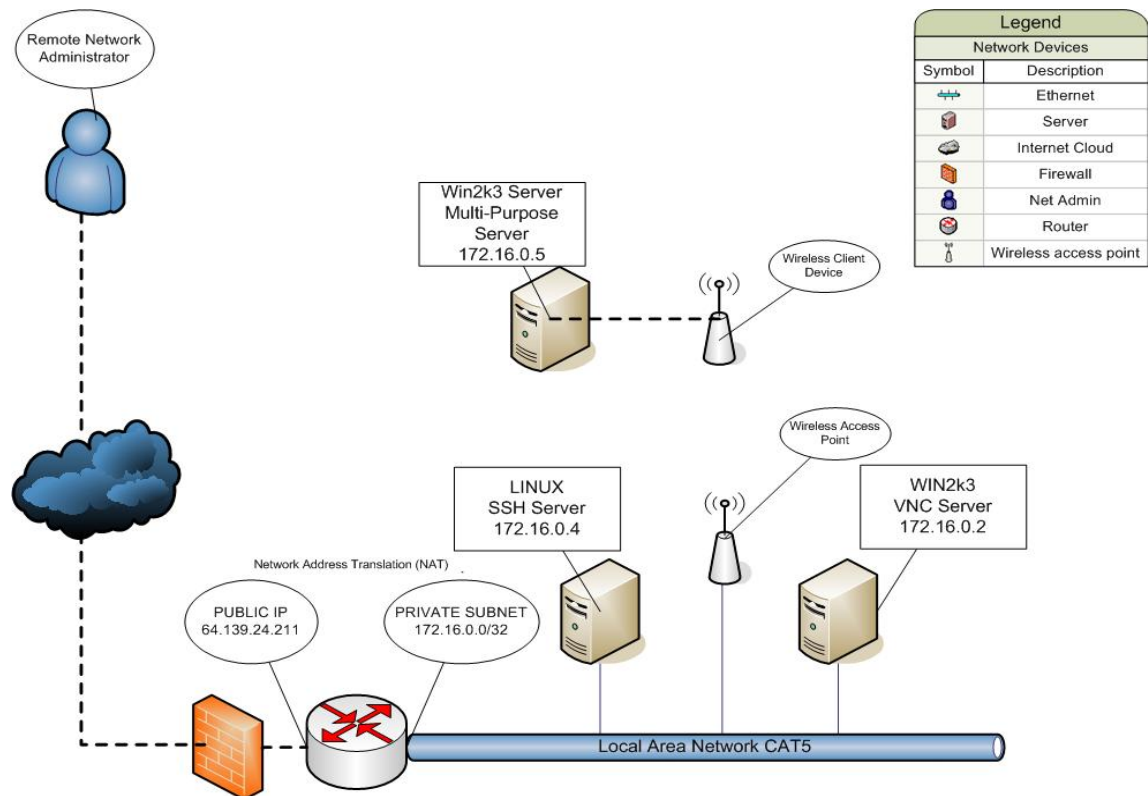 Remote Network
Administrator
Legend
Network Devices
Symbol Description
Ethernet
Server
Internet Cloud
Firewall
Net Admin
Router
Wireless access point
Win2k3 Server
Multi-Purpose
Server
172.16.0.5
Wireless Client
Device
Wireless Access
Point
LINUX
SSH Server
172.16.0.4
WIN2k3
VNC Server
172.16.0.2
Network Address Translation (NAT)
PUBLIC IP
64.139.24.211
PRIVATE SUBNET
172.16.0.0/32
Local Area Network CAT5